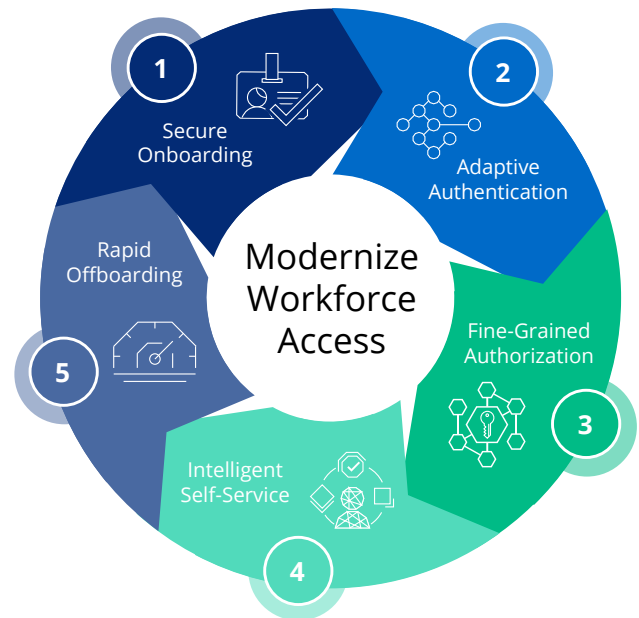 Modernize
Workforce
Access
1
Secure
Onboarding
2
Adaptive
Authentication
3
Fine-Grained
Authorization
4
Intelligent
Self-Service
5
Rapid
Offboarding